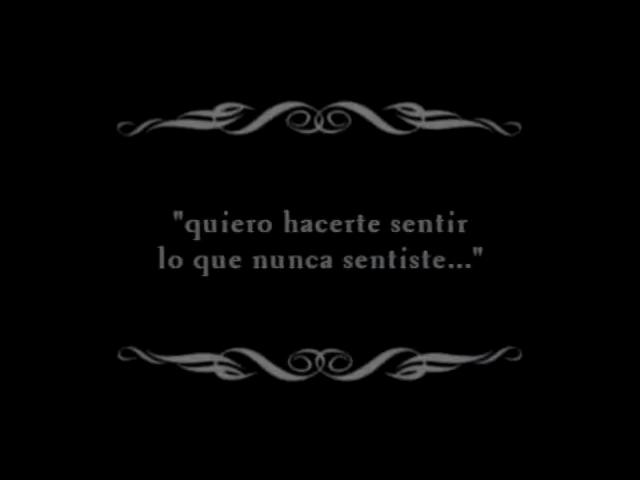 "quiero hacerte sentir
lo que nunca sentiste..."